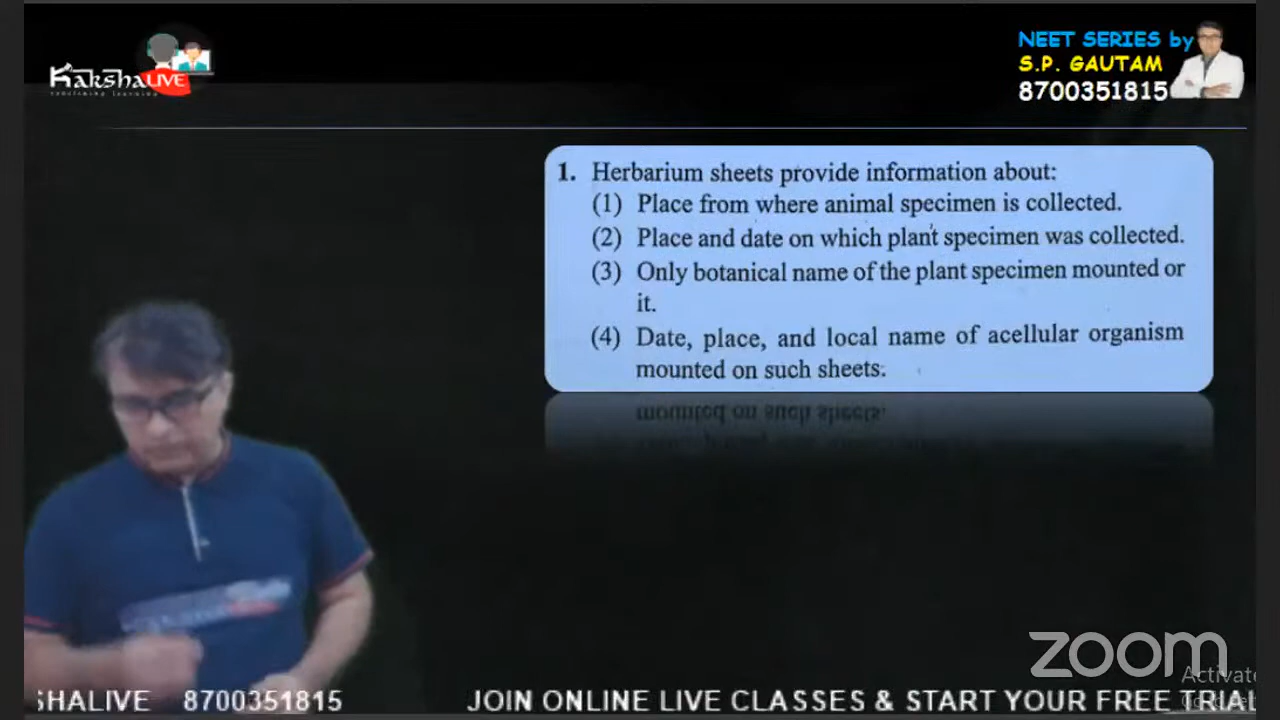 KakshaLIVE
redefining learning
NEET SERIES by
S.P. GAUTAM
8700351815
1. Herbarium sheets provide information about:
(1) Place from where animal specimen is collected.
(2) Place and date on which plant specimen was collected.
(3) Only botanical name of the plant specimen mounted or
it.
(4) Date, place, and local name of acellular organism
mounted on such sheets.
zoom
Activate
SHALIVE 8700351815 JOIN ONLINE LIVE CLASSES & START YOUR FREE TRIAL